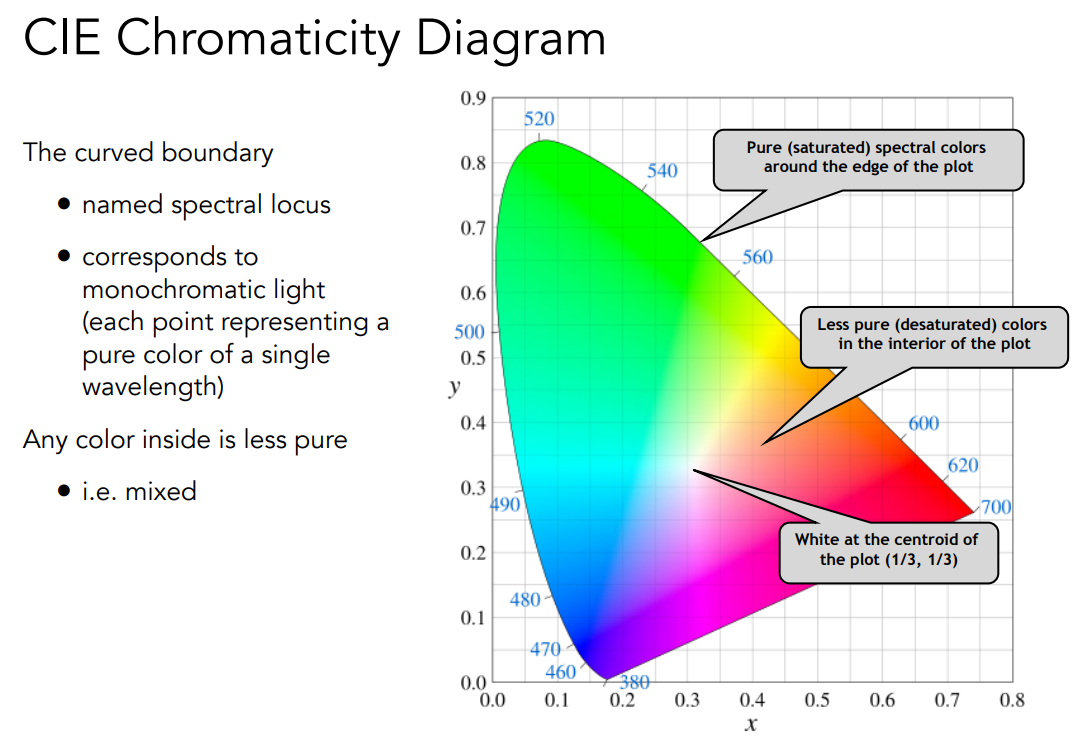 CIE Chromaticity Diagram
The curved boundary
● named spectral locus
● corresponds to
monochromatic light
(each point representing a
pure color of a single
wavelength)
Any color inside is less pure
● i.e. mixed
0.9
0.8
0.7
0.6
0.5
0.4
0.3
0.2
0.1
0.0
y
0.0 0.1 0.2 0.3 0.4 0.5 0.6 0.7 0.8
x
520
540
560
600
620
700
500
490
480
470
460
380
Pure (saturated) spectral colors
around the edge of the plot
Less pure (desaturated) colors
in the interior of the plot
White at the centroid of
the plot (1/3, 1/3)